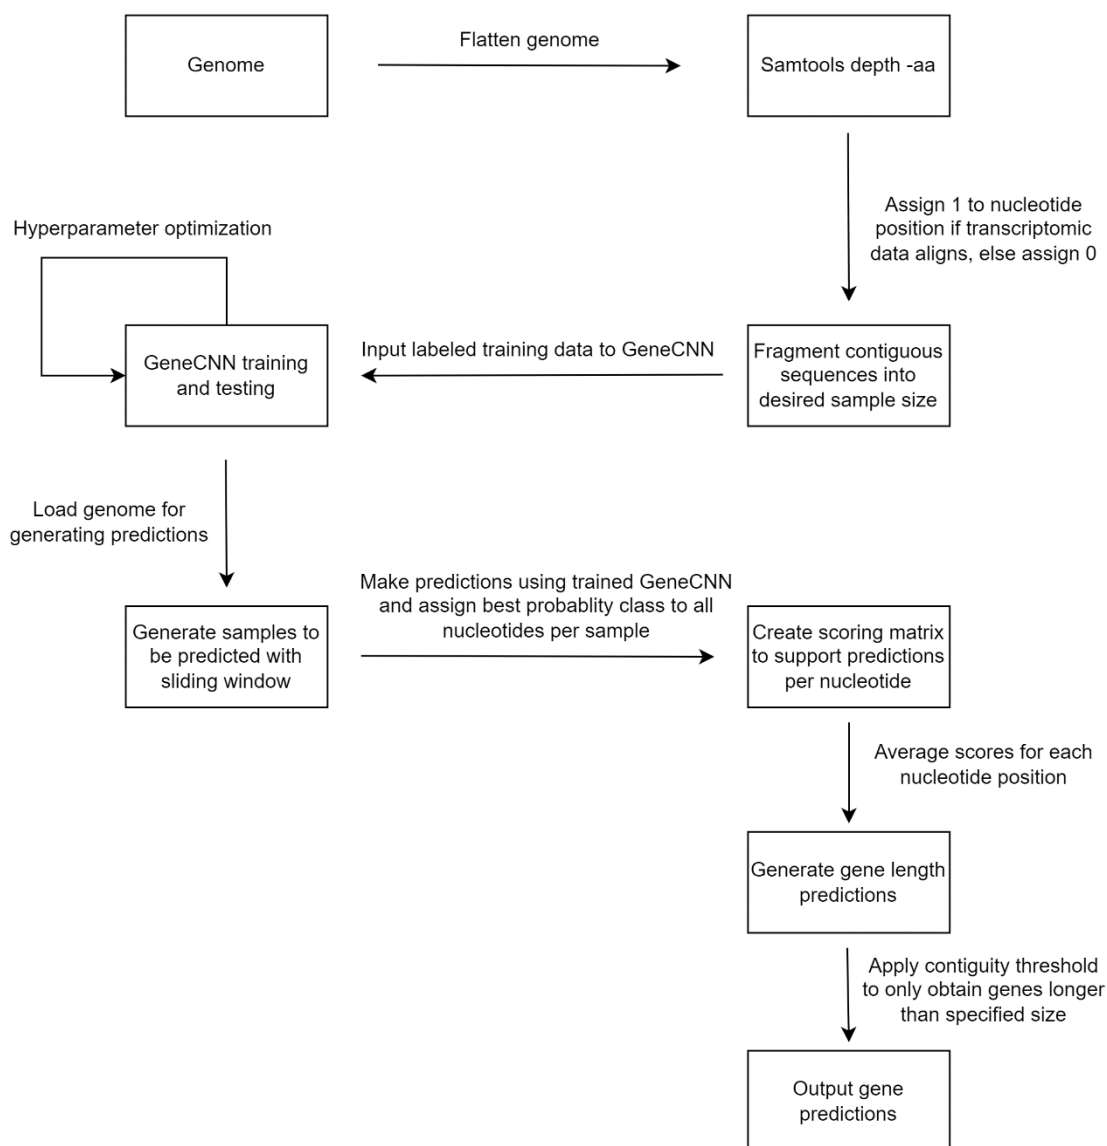 Genome
Flatten genome
Samtools depth -aa
Assign 1 to nucleotide
position if transcriptomic
data aligns, else assign 0
Hyperparameter optimization
GeneCNN training
and testing
Input labeled training data to GeneCNN
Fragment contiguous
sequences into
desired sample size
Load genome for
generating predictions
Generate samples to
be predicted with
sliding window
Make predictions using trained GeneCNN
and assign best probablity class to all
nucleotides per sample
Create scoring matrix
to support predictions
per nucleotide
Average scores for each
nucleotide position
Generate gene length
predictions
Apply contiguity threshold
to only obtain genes longer
than specified size
Output gene
predictions